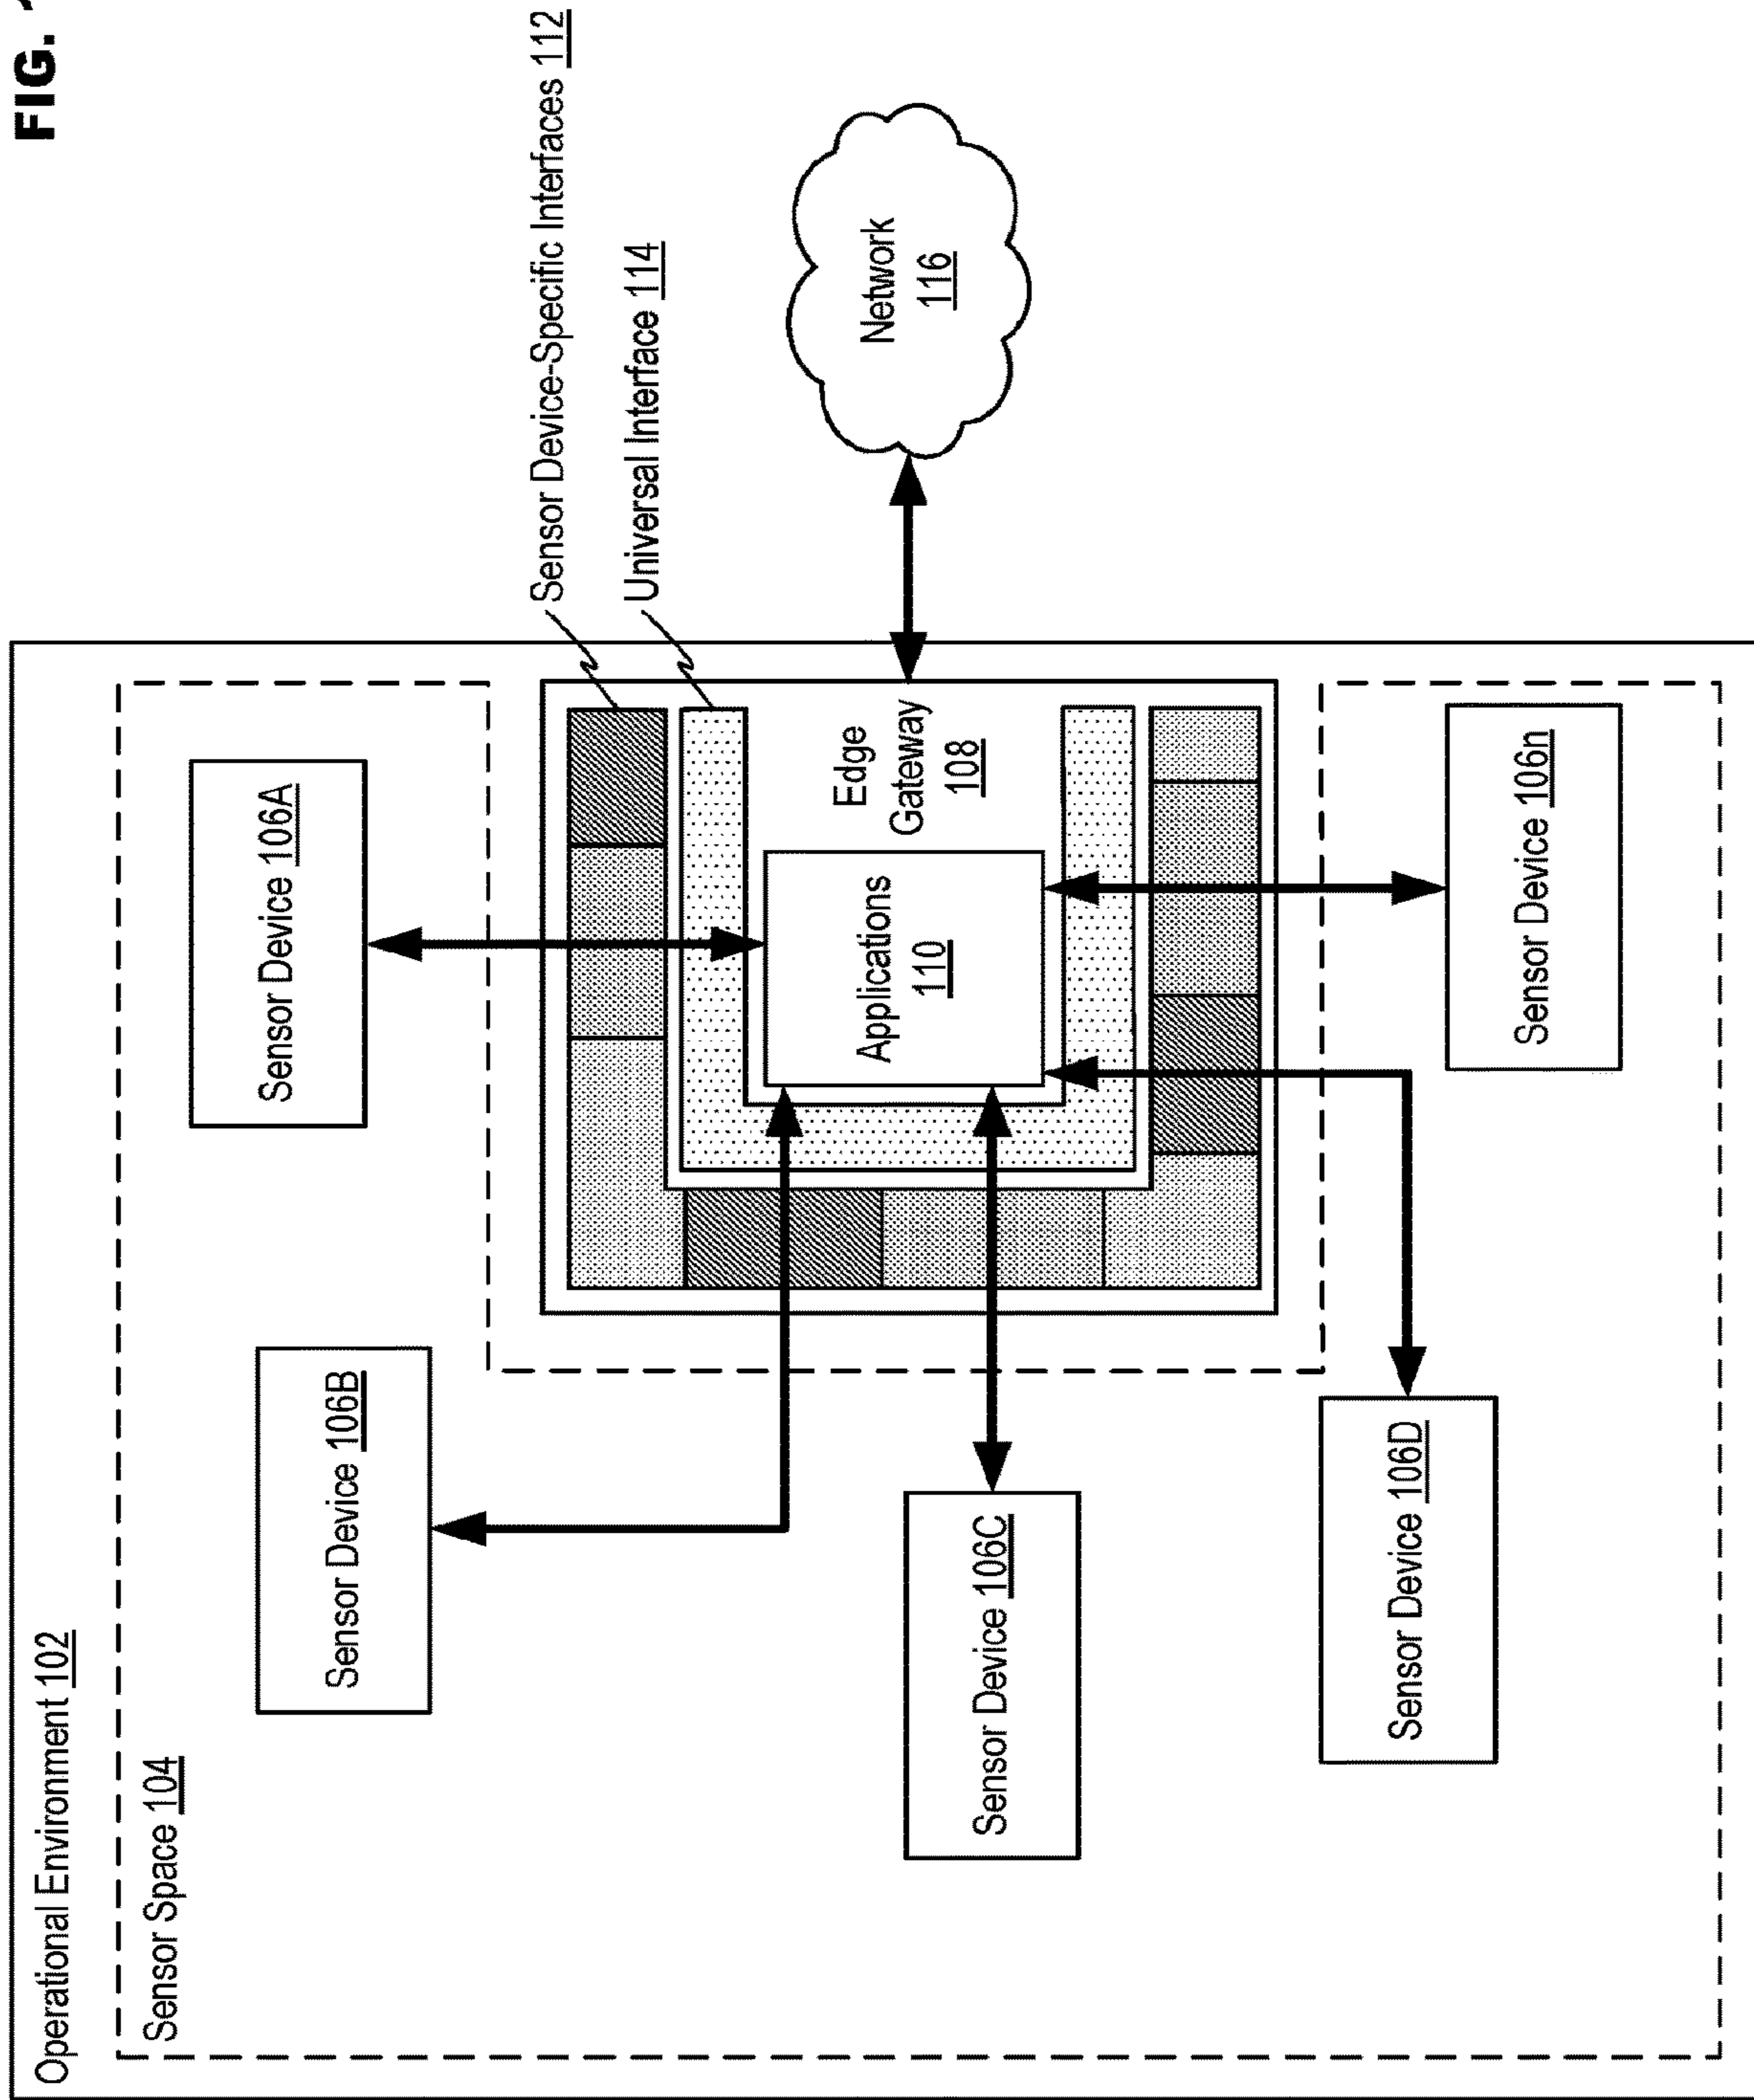 FIG.
Operational Environment 102
Sensor Space 104
Sensor Device 106A
Sensor Device 106B
Sensor Device-Specific Interfaces 112
Universal Interface 114
Applications
110
Edge
Gateway
108
Network
116
Sensor Device 106C
Sensor Device 106D
Sensor Device 106n